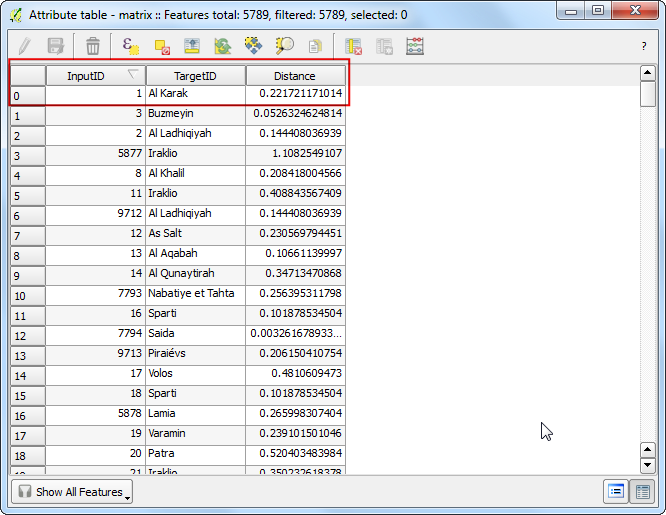 Attribute table - matrix :: Features total: 5789, filtered: 5789, selected: 0
?
InputID TargetID Distance
0 1 Al Karak 0.221721171014
1 3 Buzmeyin 0.0526324624814
2 2 Al Ladhiqiyah 0.144408036939
3 5877 Iraklio 1.1082549107
4 8 Al Khalil 0.208418004566
5 11 Iraklio 0.408843567409
6 9712 Al Ladhiqiyah 0.144408036939
7 12 As Salt 0.230569794451
8 13 Al Aqabah 0.10661139997
9 14 Al Qunaytirah 0.34713470868
10 7793 Nabatiye et Tahta 0.256395311798
11 16 Sparti 0.101878534504
12 7794 Saida 0.003261678933...
13 9713 Piraiévs 0.206150410754
14 17 Volos 0.4810609473
15 18 Sparti 0.101878534504
16 5878 Lamia 0.265998307404
17 19 Varamin 0.239101501046
18 20 Patra 0.520403483984
19 21 Iraklio 0.350232618378
Show All Features